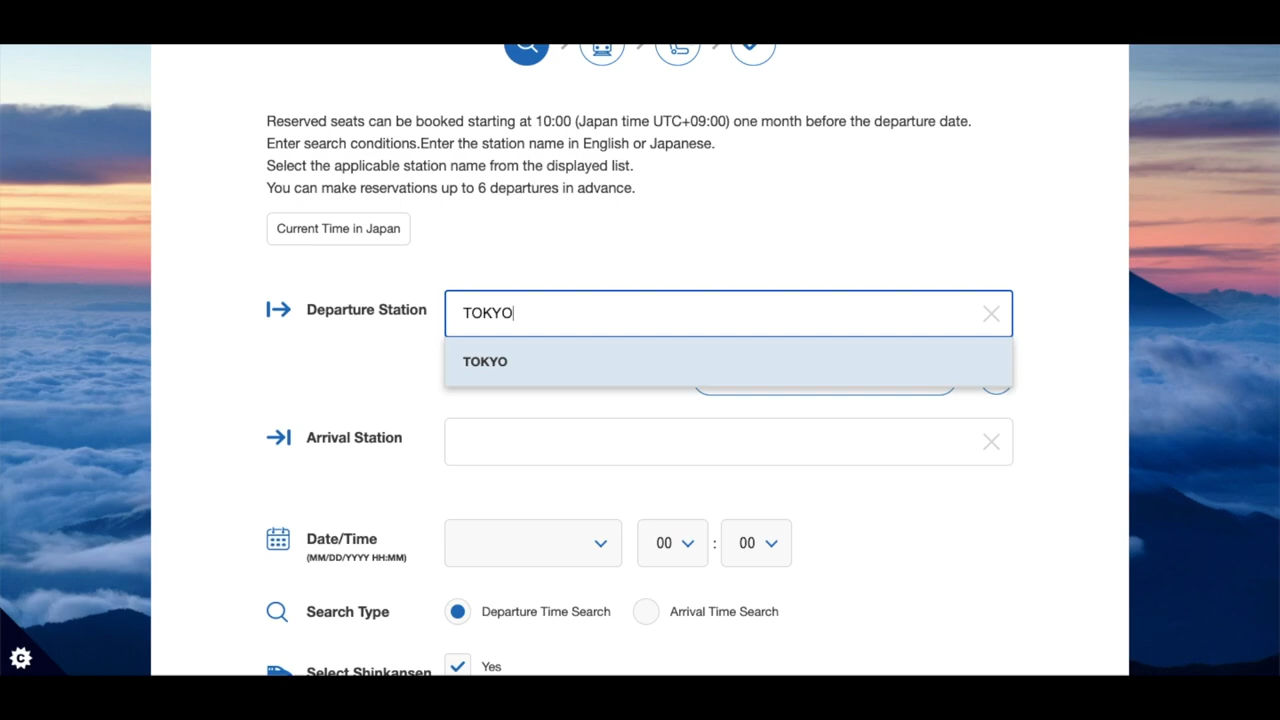 Reserved seats can be booked starting at 10:00 (Japan time UTC+09:00) one month before the departure date.
Enter search conditions.Enter the station name in English or Japanese.
Select the applicable station name from the displayed list.
You can make reservations up to 6 departures in advance.
Current Time in Japan
Departure Station
TOKYO
TOKYO
Arrival Station
Date/Time
(MM/DD/YYYY HH:MM)
00 : 00
Search Type
Departure Time Search
Arrival Time Search
Select Shinkansen
Yes